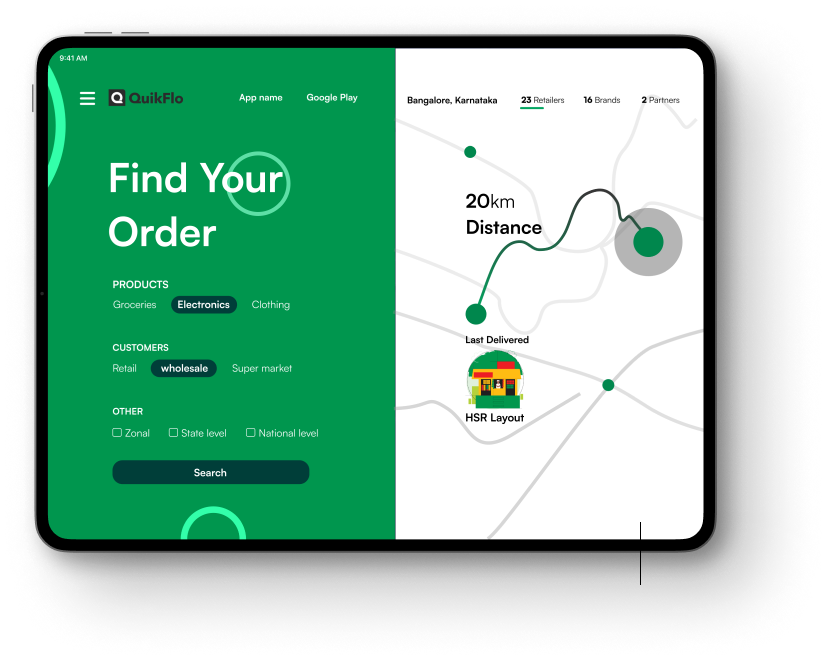 9:41 AM
QuikFlo
App name
Google Play
Find Your
Order
PRODUCTS
Groceries
Electronics
Clothing
CUSTOMERS
Retail
wholesale
Super market
OTHER
Zonal
State level
National level
Search
Bangalore, Karnataka
23 Retailers
16 Brands
2 Partners
20km
Distance
Last Delivered
HSR Layout